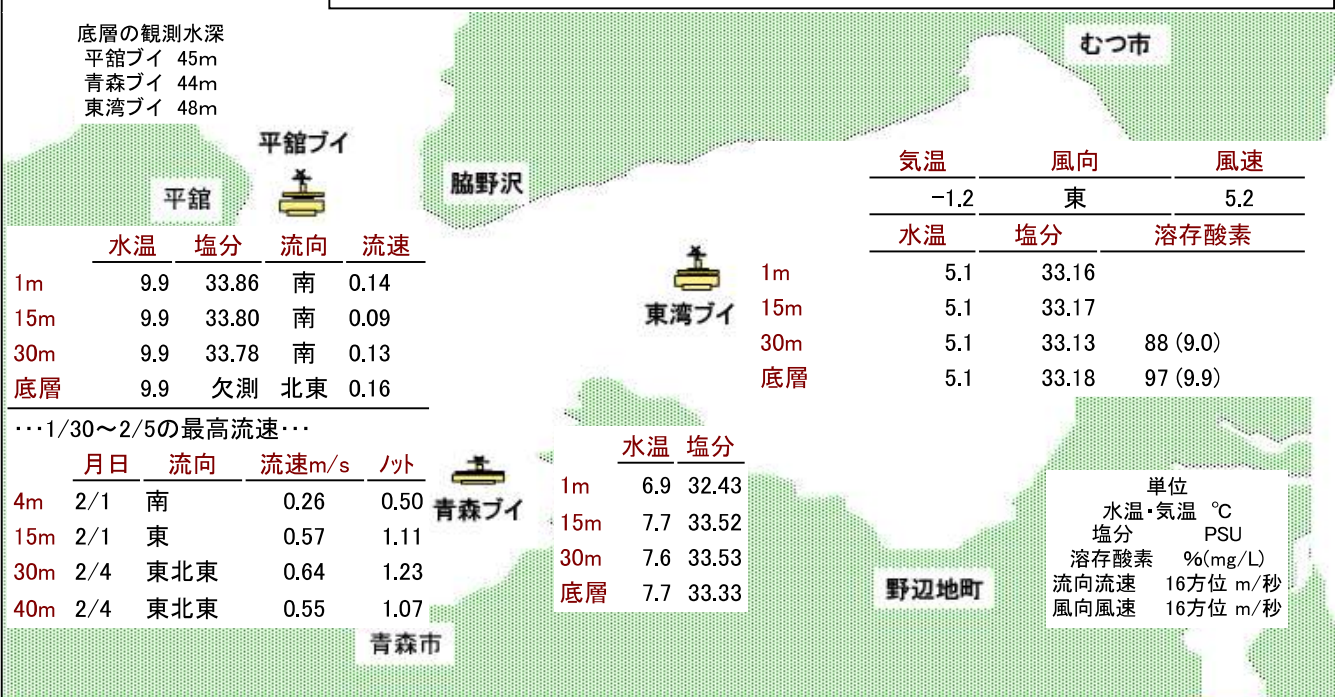 底層の観測水深
平舘ブイ 45m
青森ブイ 44m
東湾ブイ 48m
むつ市
平舘ブイ
平舘
脇野沢
水温 塩分 流向 流速
1m 9.9 33.86 南 0.14
15m 9.9 33.80 南 0.09
30m 9.9 33.78 南 0.13
底層 9.9 欠測 北東 0.16
気温 風向 風速
-1.2 東 5.2
水温 塩分 溶存酸素
1m 5.1 33.16
15m 5.1 33.17
30m 5.1 33.13 88 (9.0)
底層 5.1 33.18 97 (9.9)
東湾ブイ
…1/30~2/5の最高流速…
月日 流向 流速m/s ノット
4m 2/1 南 0.26 0.50
15m 2/1 東 0.57 1.11
30m 2/4 東北東 0.64 1.23
40m 2/4 東北東 0.55 1.07
青森ブイ
水温 塩分
1m 6.9 32.43
15m 7.7 33.52
30m 7.6 33.53
底層 7.7 33.33
単位
水温・気温 ℃
塩分 PSU
溶存酸素 %(mg/L)
流向流速 16方位 m/秒
風向風速 16方位 m/秒
野辺地町
青森市